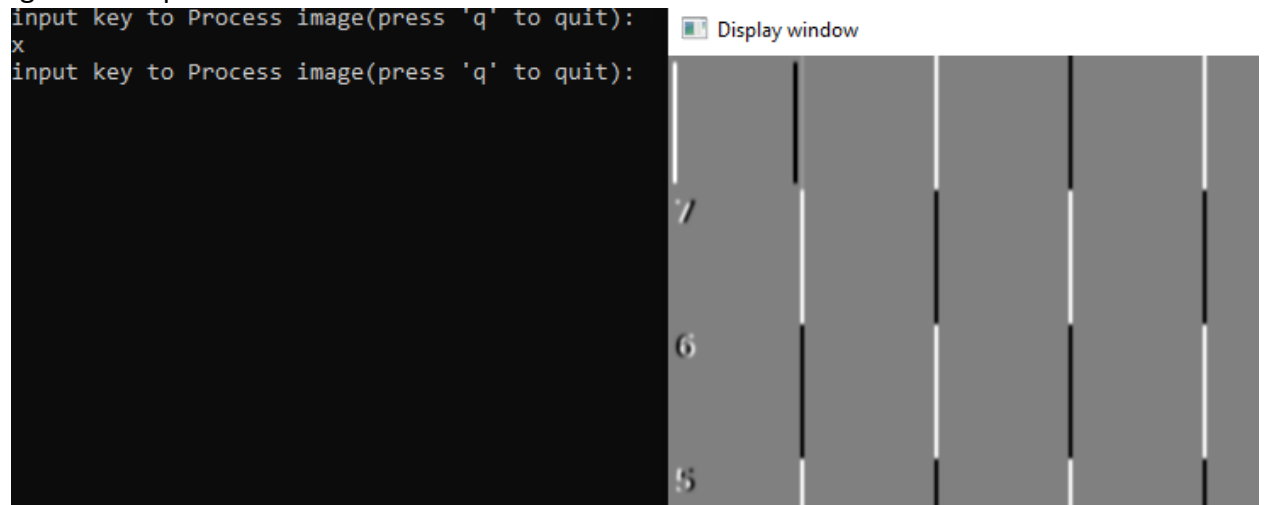 input key to Process image(press 'q' to quit):
x
input key to Process image(press 'q' to quit):
Display window
7
6
5